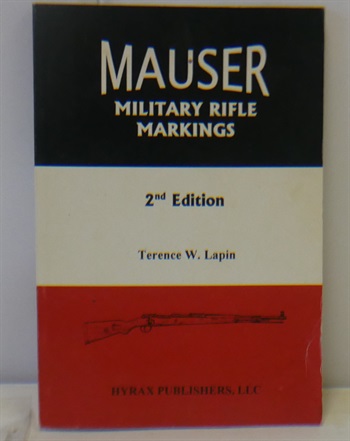 MAUSER
MILITARY RIFLE
MARKINGS
2nd Edition
Terence W. Lapin
HYRAX PUBLISHERS, LLC